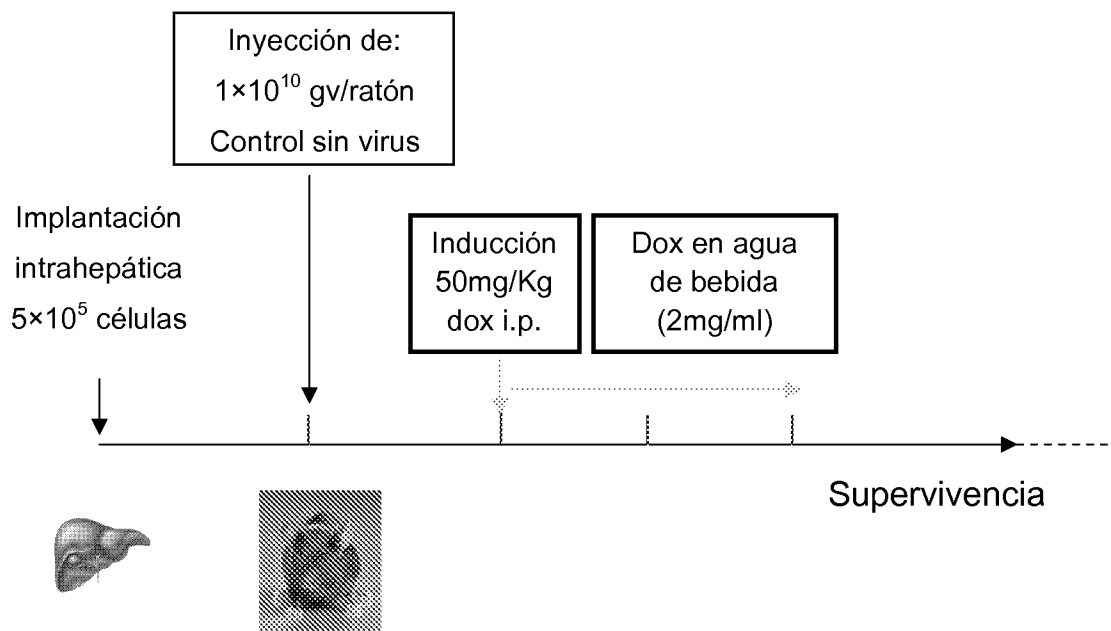 Inyección de:
1×10¹⁰ gv/ratón
Control sin virus
Implantación
intrahepática
5×10⁵ células
Inducción
50mg/Kg
dox i.p.
Dox en agua
de bebida
(2mg/ml)
Supervivencia